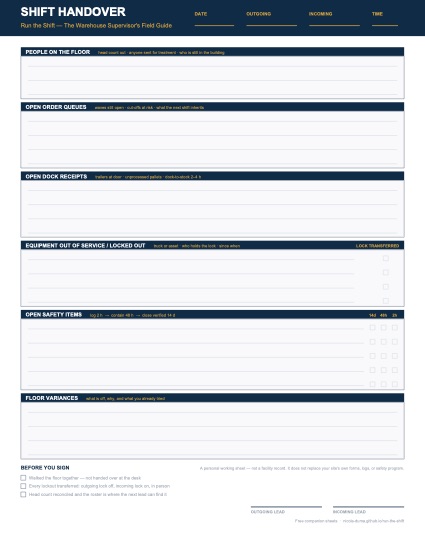 SHIFT HANDOVER
Run the Shift — The Warehouse Supervisor's Field Guide
DATE OUTGOING INCOMING TIME
PEOPLE ON THE FLOOR head count out · anyone sent for treatment · who is still in the building
OPEN ORDER QUEUES waves still open · cut-offs at risk · what the next shift inherits
OPEN DOCK RECEIPTS trailers at door · unprocessed pallets · dock-to-stock 2–4 h
EQUIPMENT OUT OF SERVICE / LOCKED OUT truck or asset · who holds the lock · since when LOCK TRANSFERRED
OPEN SAFETY ITEMS log 2 h → contain 48 h → close verified 14 d 14d 48h 2h
FLOOR VARIANCES what is off, why, and what you already tried
BEFORE YOU SIGN
A personal working sheet — not a facility record. It does not replace your site's own forms, logs, or safety program.
Walked the floor together — not handed over at the desk
Every lockout transferred: outgoing lock off, incoming lock on, in person
Head count reconciled and the roster is where the next lead can find it
OUTGOING LEAD INCOMING LEAD
Free companion sheets